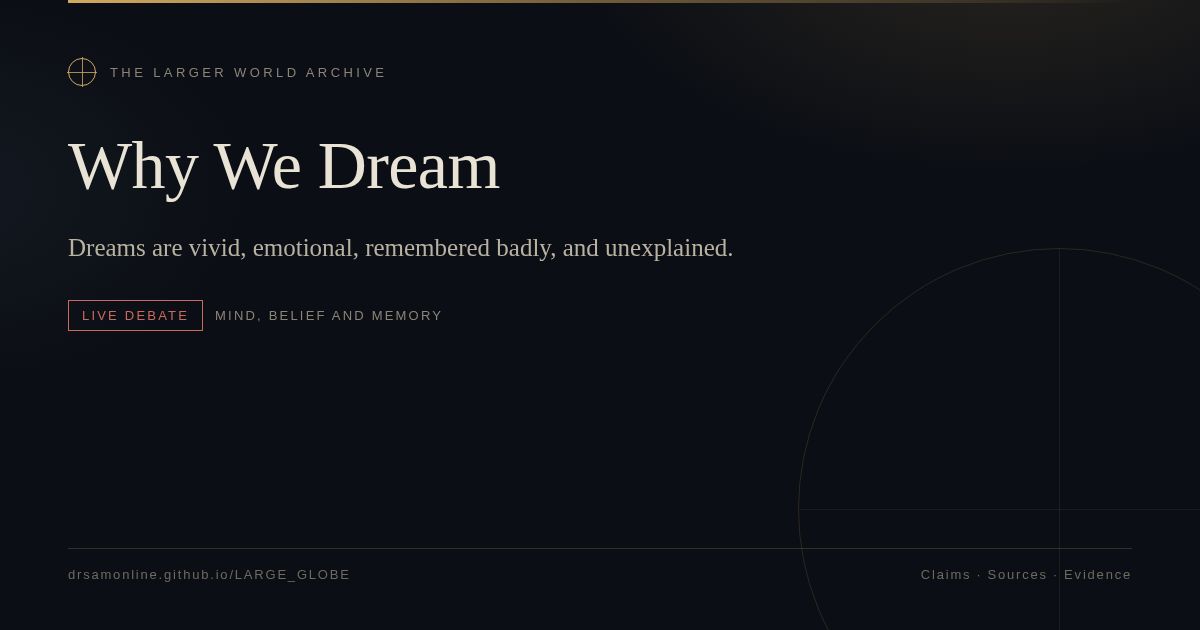 THE LARGER WORLD ARCHIVE
Why We Dream
Dreams are vivid, emotional, remembered badly, and unexplained.
LIVE DEBATE MIND, BELIEF AND MEMORY
drsamonline.github.io/LARGE_GLOBE Claims · Sources · Evidence